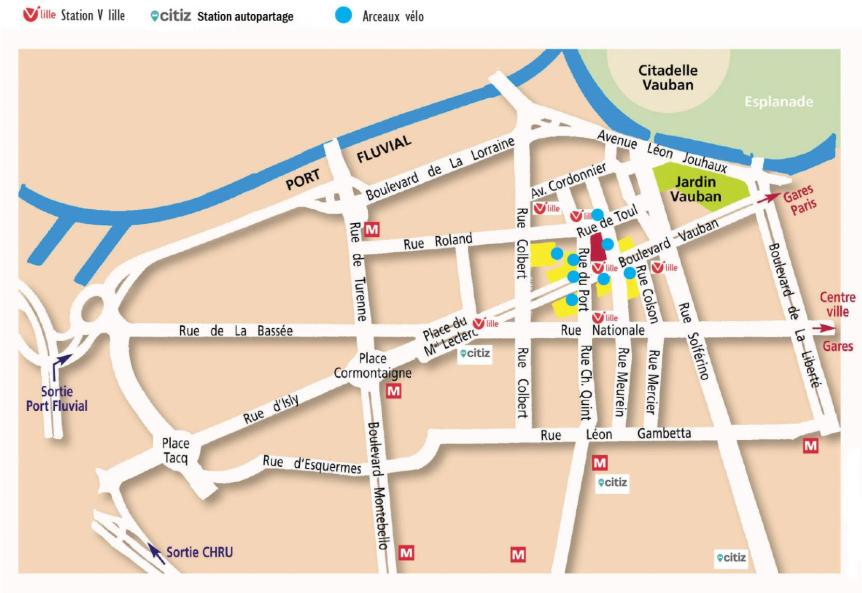 V lille Station V lille
citiz Station autopartage
Arceaux vélo
Citadelle
Vauban
Esplanade
PORT FLUVIAL
Boulevard de La Lorraine
Avenue Léon Jouhaux
Av. Cordonnier
Jardin
Vauban
Gares
Paris
M
V lille
V lille
Rue de Toul
Rue de Turenne
Rue Roland
Rue Colbert
Rue du Port
Boulevard Vauban
V lille
V lille
Rue Colson
Boulevard de La Liberté
Centre
ville
Gares
Rue de La Bassée
Place du
Mal Leclerc
V lille
citiz
V lille
Rue Nationale
Rue Solférino
Sortie
Port Fluvial
Place
Cormontaigne
M
Rue Colbert
Rue Ch. Quint
Rue Meurein
Rue Mercier
Rue d'Isly
Place
Tacq
Boulevard Montebello
Rue Léon Gambetta
M
Rue d'Esquermes
M
citiz
Sortie CHRU
M
M
citiz